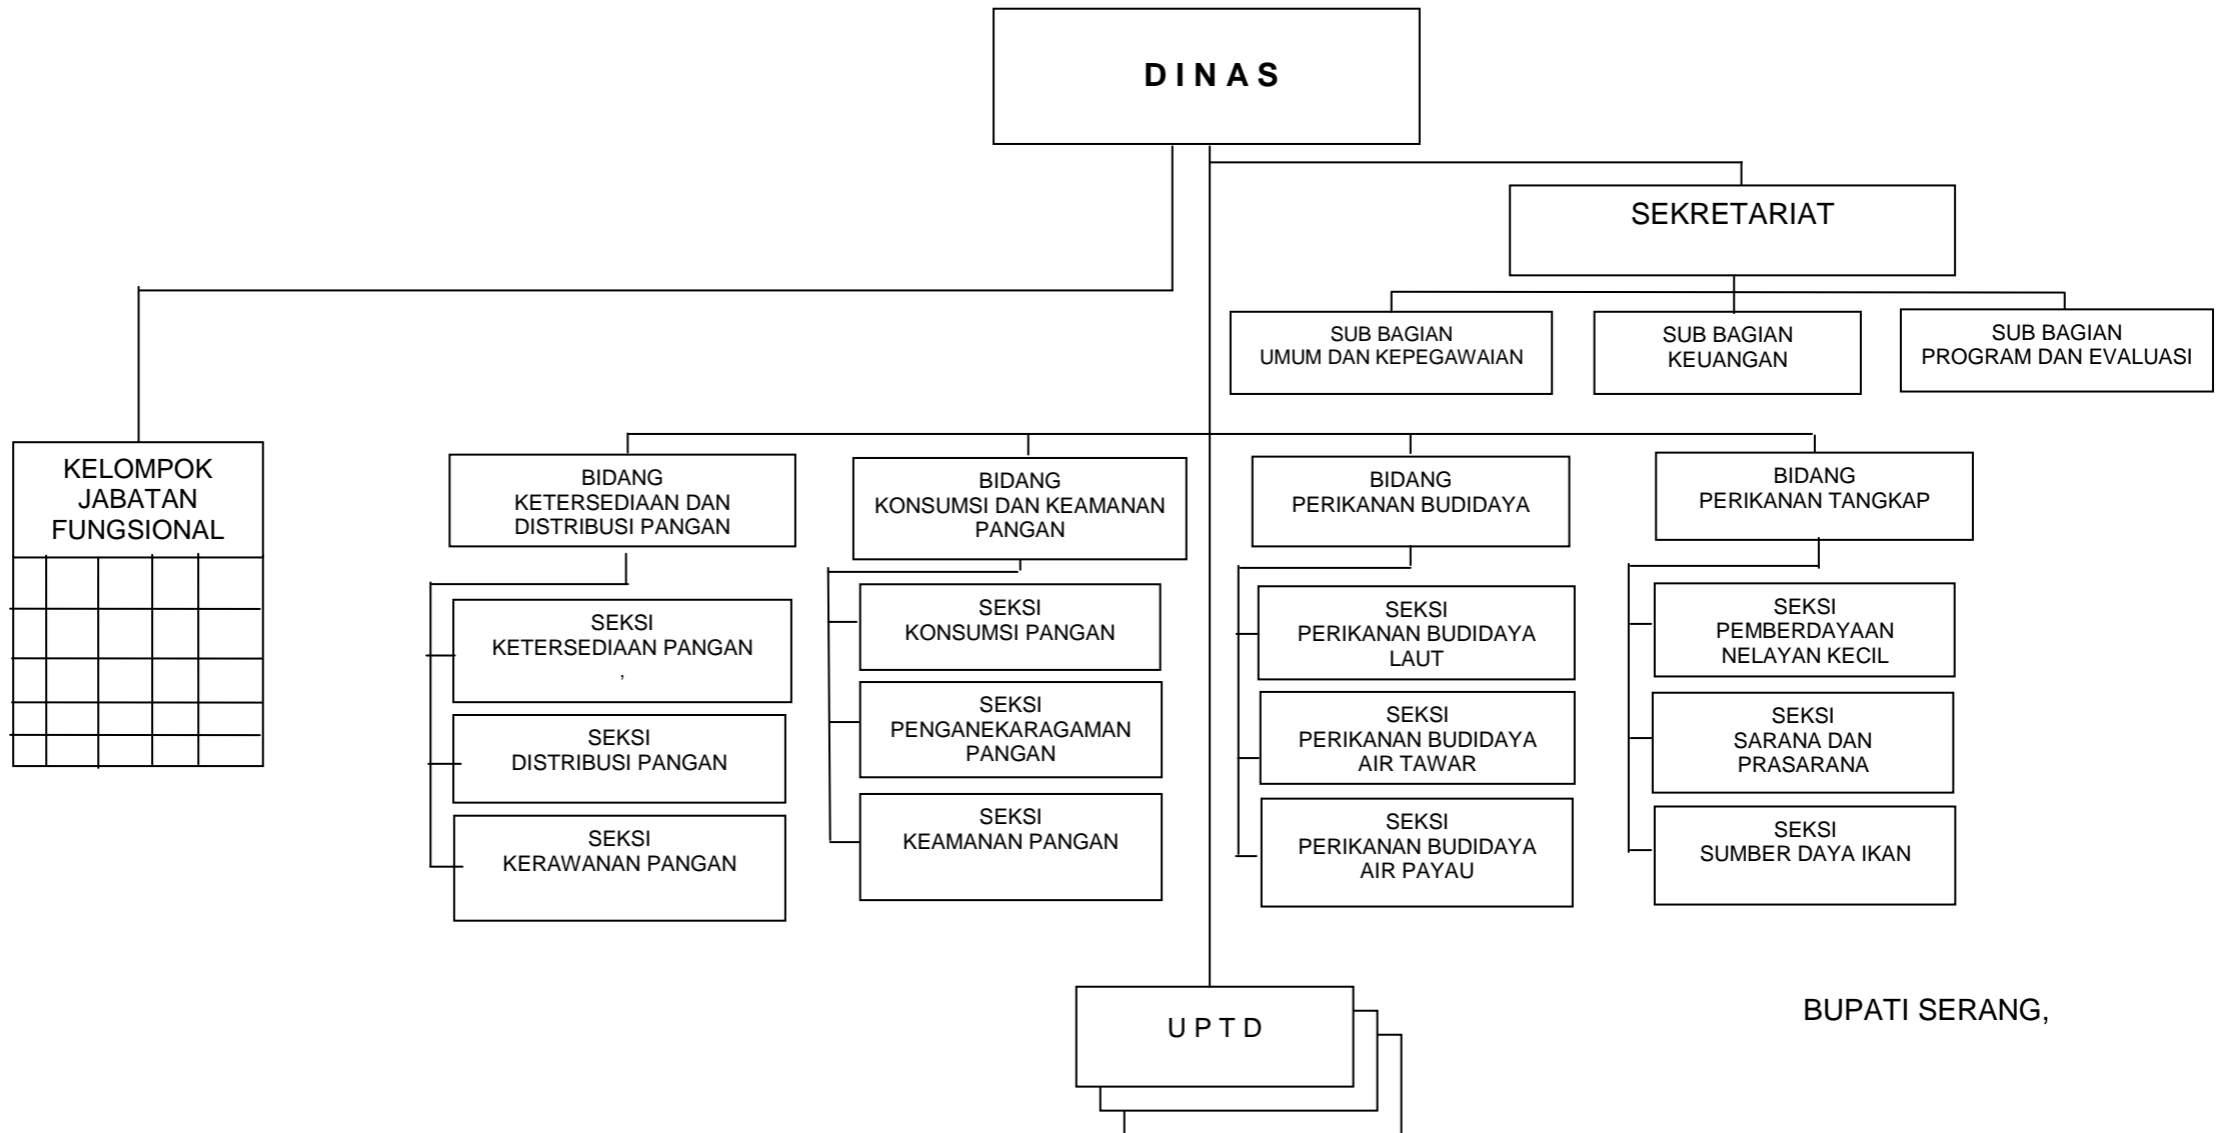 D I N A S
SEKRETARIAT
SUB BAGIAN
UMUM DAN KEPEGAWAIAN
SUB BAGIAN
KEUANGAN
SUB BAGIAN
PROGRAM DAN EVALUASI
KELOMPOK
JABATAN
FUNGSIONAL
BIDANG
KETERSEDIAAN DAN
DISTRIBUSI PANGAN
BIDANG
KONSUMSI DAN KEAMANAN
PANGAN
BIDANG
PERIKANAN BUDIDAYA
BIDANG
PERIKANAN TANGKAP
SEKSI
KETERSEDIAAN PANGAN
,
SEKSI
DISTRIBUSI PANGAN
SEKSI
KERAWANAN PANGAN
SEKSI
KONSUMSI PANGAN
SEKSI
PENGANEKARAGAMAN
PANGAN
SEKSI
KEAMANAN PANGAN
SEKSI
PERIKANAN BUDIDAYA
LAUT
SEKSI
PERIKANAN BUDIDAYA
AIR TAWAR
SEKSI
PERIKANAN BUDIDAYA
AIR PAYAU
SEKSI
PEMBERDAYAAN
NELAYAN KECIL
SEKSI
SARANA DAN
PRASARANA
SEKSI
SUMBER DAYA IKAN
U P T D
BUPATI SERANG,